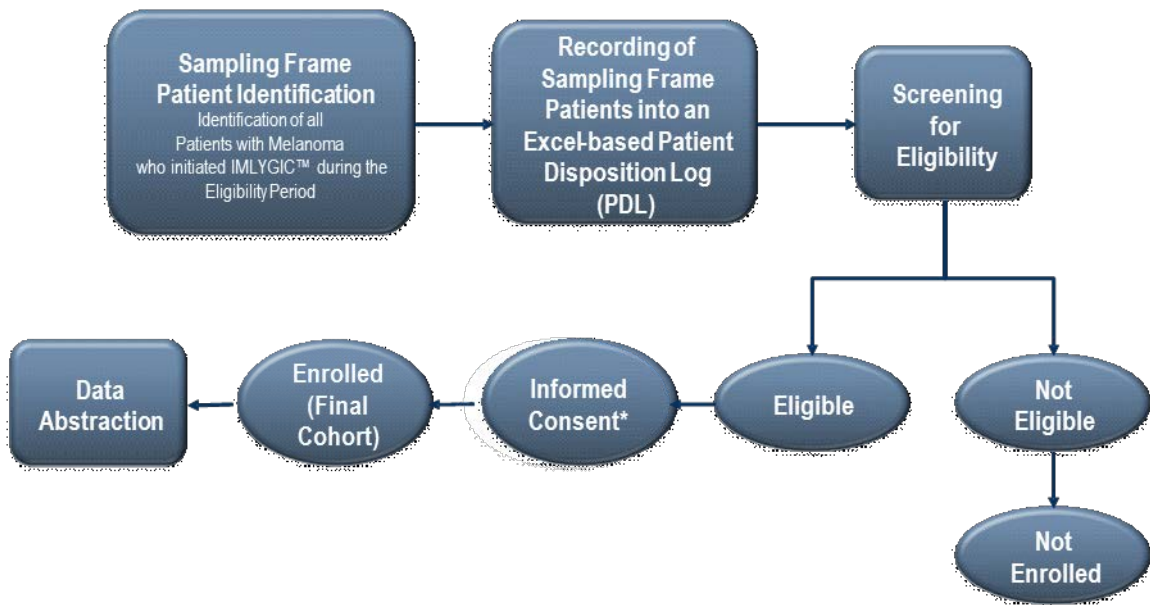 Sampling Frame
Patient Identification
Identification of all
Patients with Melanoma
who initiated IMLYGIC™ during the
Eligibility Period
Recording of
Sampling Frame
Patients into an
Excel-based Patient
Disposition Log
(PDL)
Screening
for
Eligibility
Data
Abstraction
Enrolled
(Final
Cohort)
Informed
Consent*
Eligible
Not
Eligible
Not
Enrolled